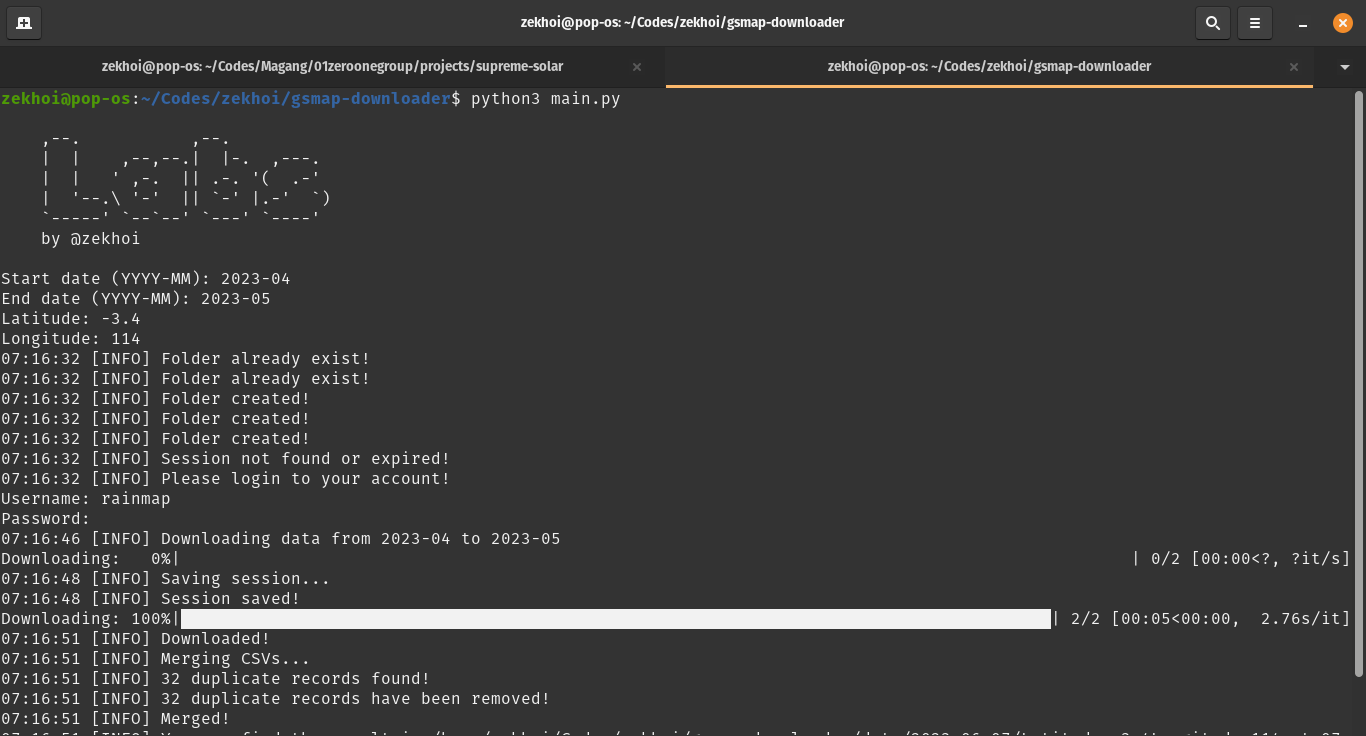 zekhoi@pop-os: ~/Codes/zekhoi/gsmap-downloader
zekhoi@pop-os: ~/Codes/Magang/01zeroonegroup/projects/supreme-solar
zekhoi@pop-os: ~/Codes/zekhoi/gsmap-downloader
zekhoi@pop-os:~/Codes/zekhoi/gsmap-downloader$ python3 main.py
Labs
by @zekhoi
Start date (YYYY-MM): 2023-04
End date (YYYY-MM): 2023-05
Latitude: -3.4
Longitude: 114
07:16:32 [INFO] Folder already exist!
07:16:32 [INFO] Folder already exist!
07:16:32 [INFO] Folder created!
07:16:32 [INFO] Folder created!
07:16:32 [INFO] Folder created!
07:16:32 [INFO] Session not found or expired!
07:16:32 [INFO] Please login to your account!
Username: rainmap
Password:
07:16:46 [INFO] Downloading data from 2023-04 to 2023-05
Downloading:   0%| | 0/2 [00:00<?, ?it/s]
07:16:48 [INFO] Saving session...
07:16:48 [INFO] Session saved!
Downloading: 100%| | 2/2 [00:05<00:00,  2.76s/it]
07:16:51 [INFO] Downloaded!
07:16:51 [INFO] Merging CSVs...
07:16:51 [INFO] 32 duplicate records found!
07:16:51 [INFO] 32 duplicate records have been removed!
07:16:51 [INFO] Merged!